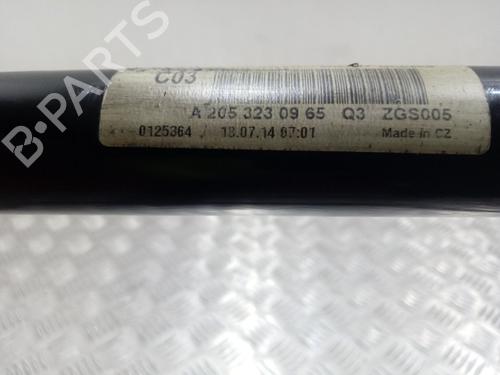 C03
A 205 323 09 65 Q3 ZGS005
0125364 / 18.07.14 07:01 Made in CZ
B-PARTS